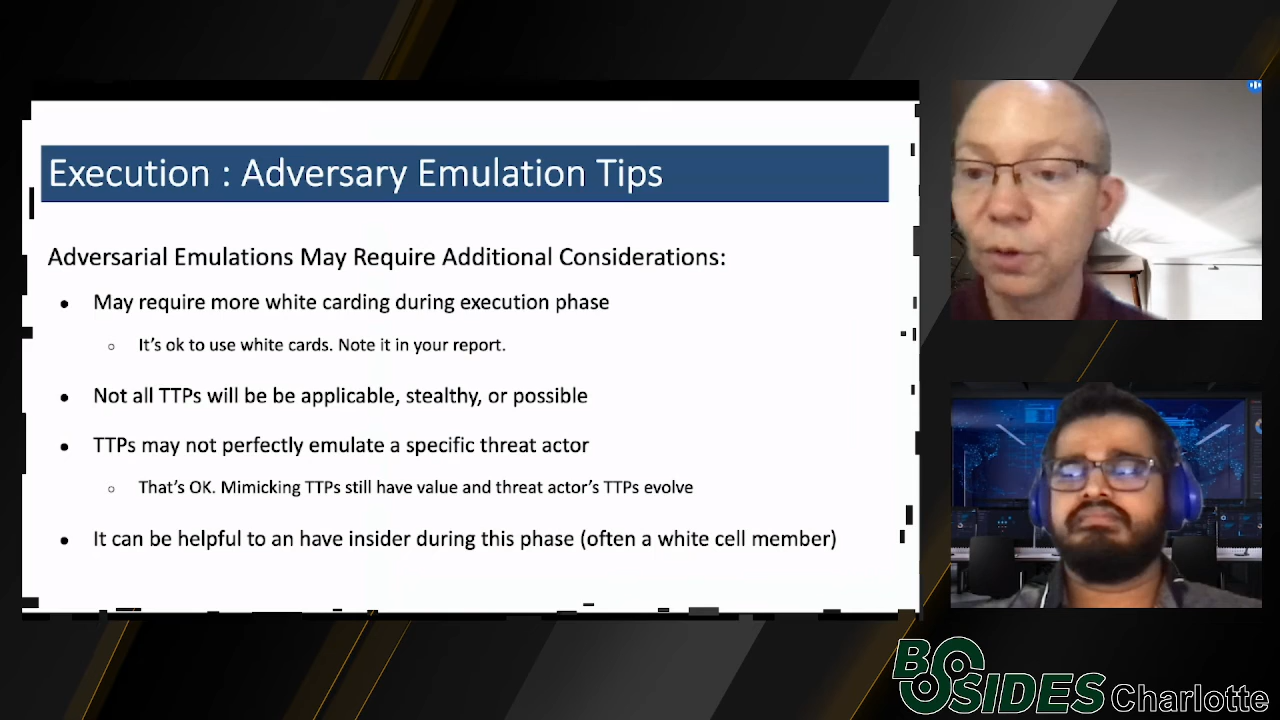 Execution : Adversary Emulation Tips
Adversarial Emulations May Require Additional Considerations:
• May require more white carding during execution phase
○ It's ok to use white cards. Note it in your report.
• Not all TTPs will be be applicable, stealthy, or possible
• TTPs may not perfectly emulate a specific threat actor
○ That's OK. Mimicking TTPs still have value and threat actor's TTPs evolve
• It can be helpful to an have insider during this phase (often a white cell member)
BSIDES Charlotte